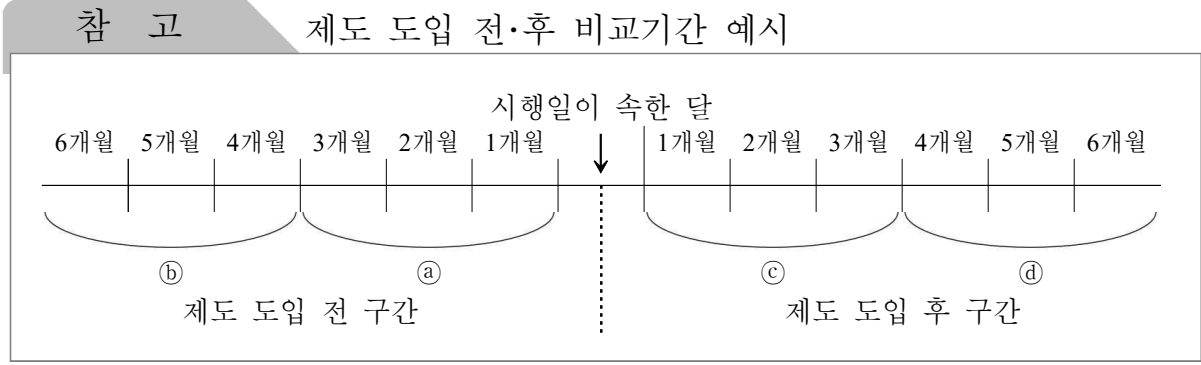 참 고
제도 도입 전·후 비교기간 예시
시행일이 속한 달
6개월 5개월 4개월 3개월 2개월 1개월 1개월 2개월 3개월 4개월 5개월 6개월
ⓑ ⓐ ⓒ ⓓ
제도 도입 전 구간 제도 도입 후 구간